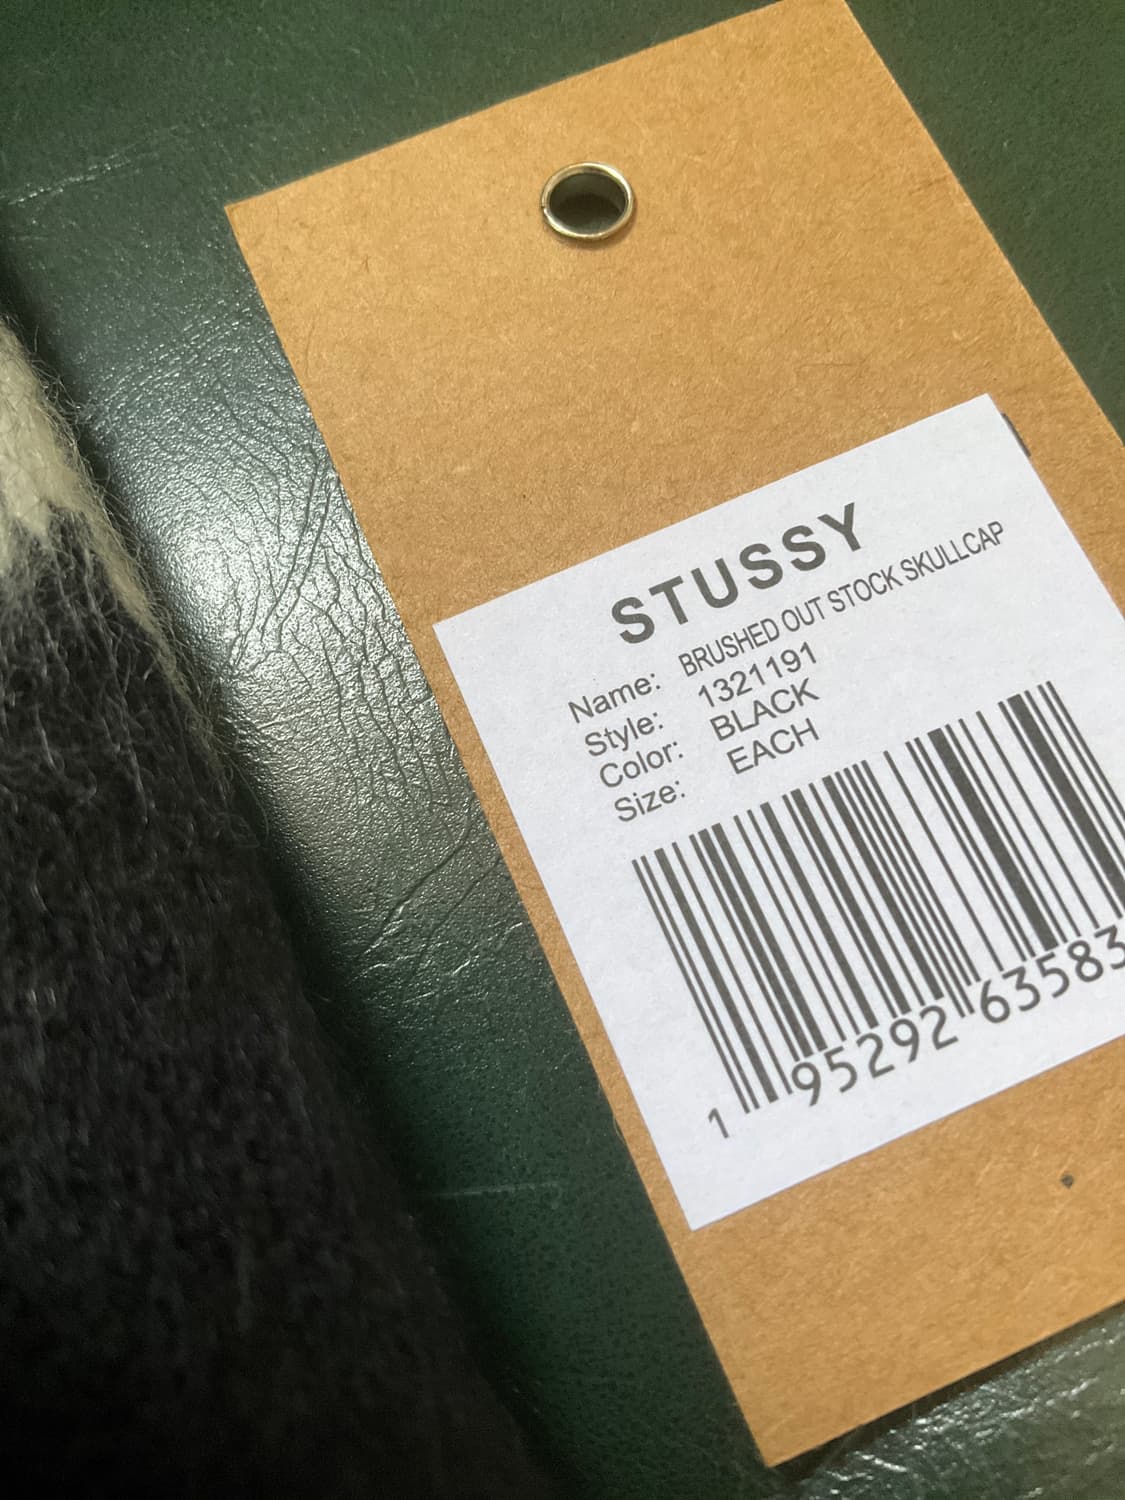 STUSSY
Name: BRUSHED OUT STOCK SKULLCAP
Style: 1321191
Color: BLACK
Size: EACH
1 95292 63583